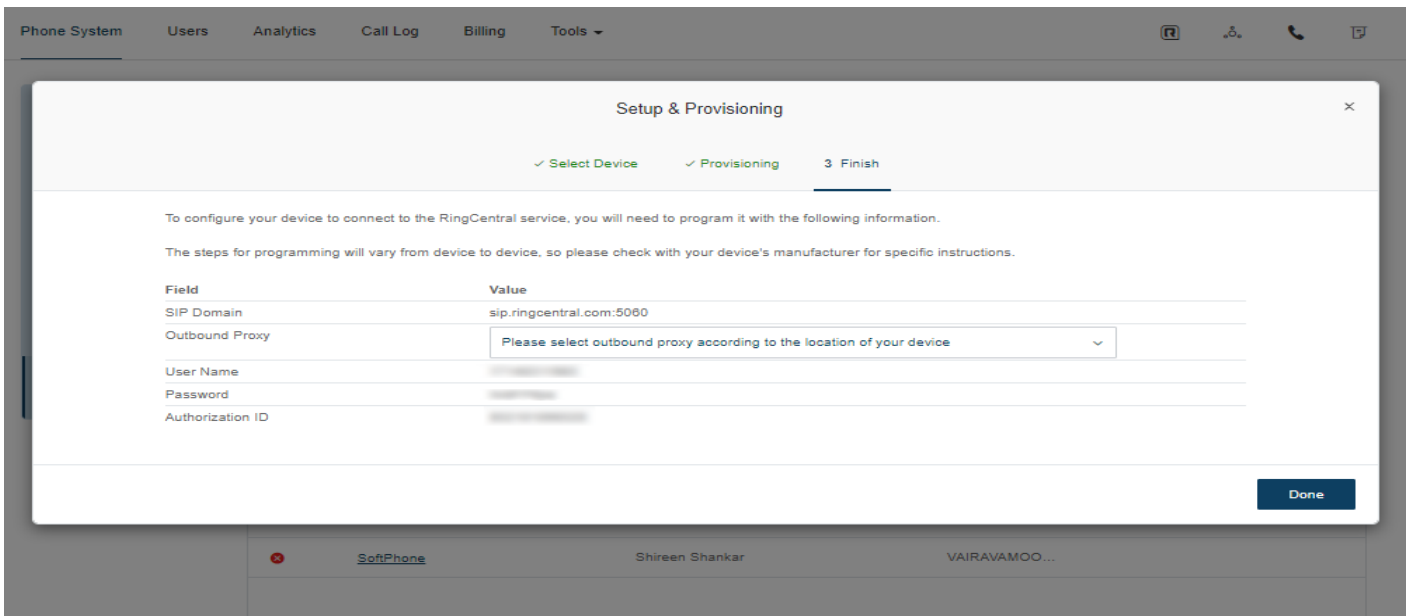 Phone System Users Analytics Call Log Billing Tools
Setup & Provisioning
Select Device Provisioning 3 Finish
To configure your device to connect to the RingCentral service, you will need to program it with the following information.
The steps for programming will vary from device to device, so please check with your device's manufacturer for specific instructions.
Field Value
SIP Domain sip.ringcentral.com:5060
Outbound Proxy Please select outbound proxy according to the location of your device
User Name
Password
Authorization ID
Done
SoftPhone Shireen Shankar VAIRAVAMOO...